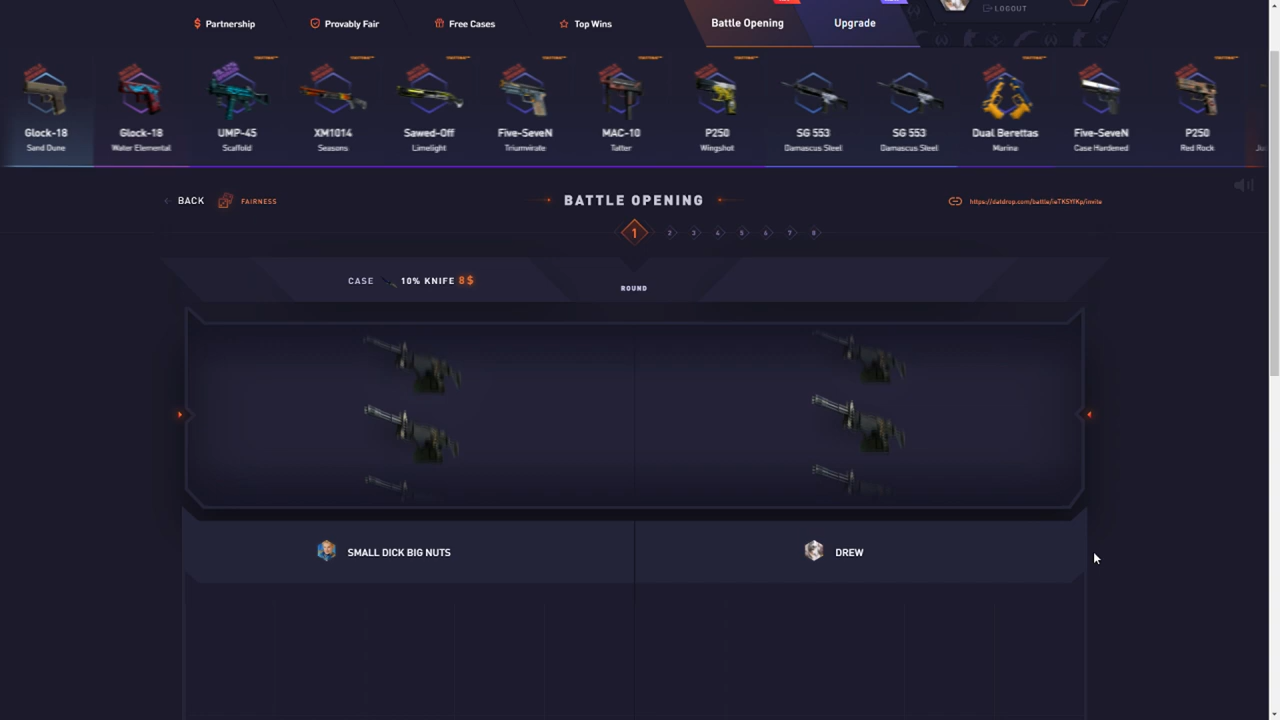 Partnership
Provably Fair
Free Cases
Top Wins
Battle Opening
Upgrade
LOGOUT
Glock-18
Sand Dune
Glock-18
Water Elemental
UMP-45
Scaffold
XM1014
Seasons
Sawed-Off
Limelight
Five-SeveN
Triumvirate
MAC-10
Tatter
P250
Wingshot
SG 553
Damascus Steel
SG 553
Damascus Steel
Dual Berettas
Marina
Five-SeveN
Case Hardened
P250
Red Rock
BACK
FAIRNESS
BATTLE OPENING
https://datdrop.com/battle/ieTKSYfKp/invite
1 2 3 4 5 6 7 8
CASE 10% KNIFE 8$
ROUND
SMALL DICK BIG NUTS
DREW